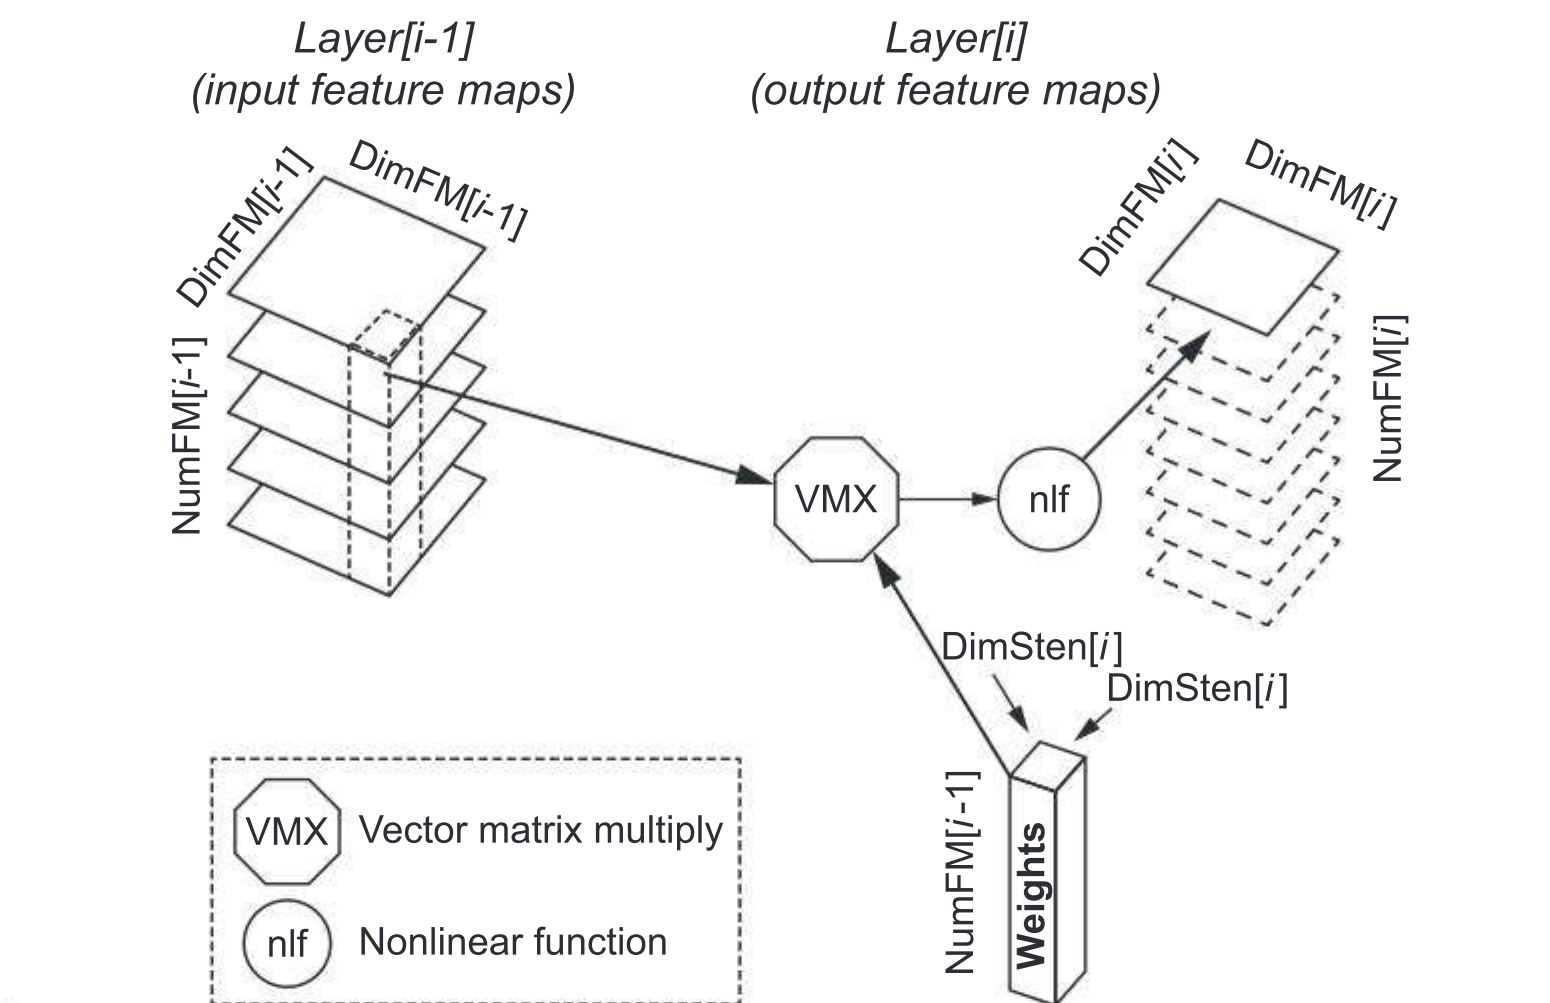 Layer[i-1]
(input feature maps)
Layer[i]
(output feature maps)
DimFM[i-1]
DimFM[i-1]
NumFM[i-1]
DimFM[i]
DimFM[i]
NumFM[i]
VMX
nlf
DimSten[i]
DimSten[i]
NumFM[i-1]
Weights
VMX Vector matrix multiply
nlf Nonlinear function